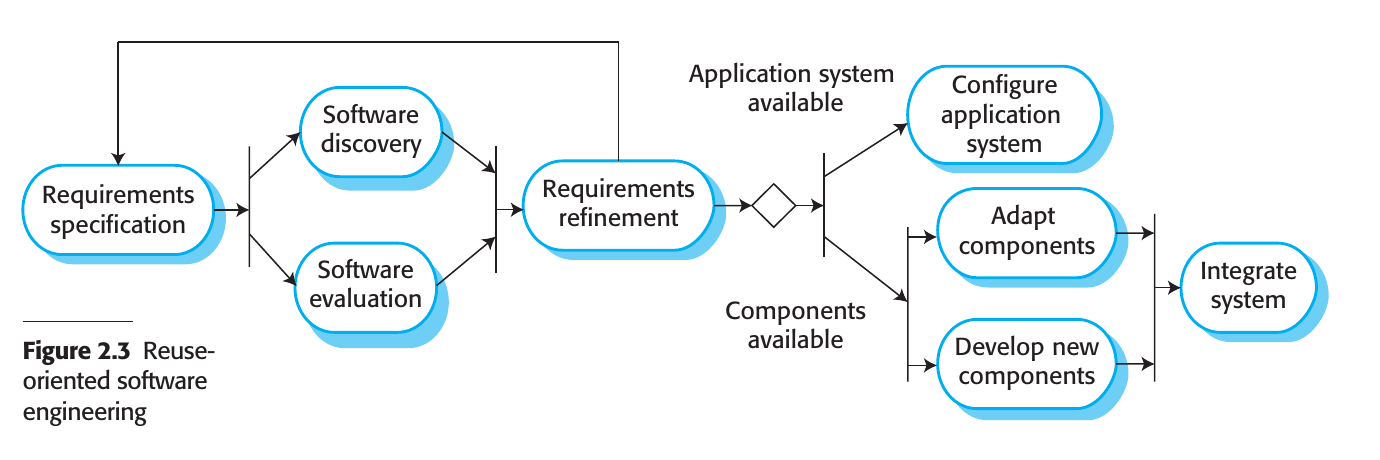 Requirements
specification
Software
discovery
Software
evaluation
Requirements
refinement
Application system
available
Components
available
Configure
application
system
Adapt
components
Develop new
components
Integrate
system
Figure 2.3 Reuse-
oriented software
engineering